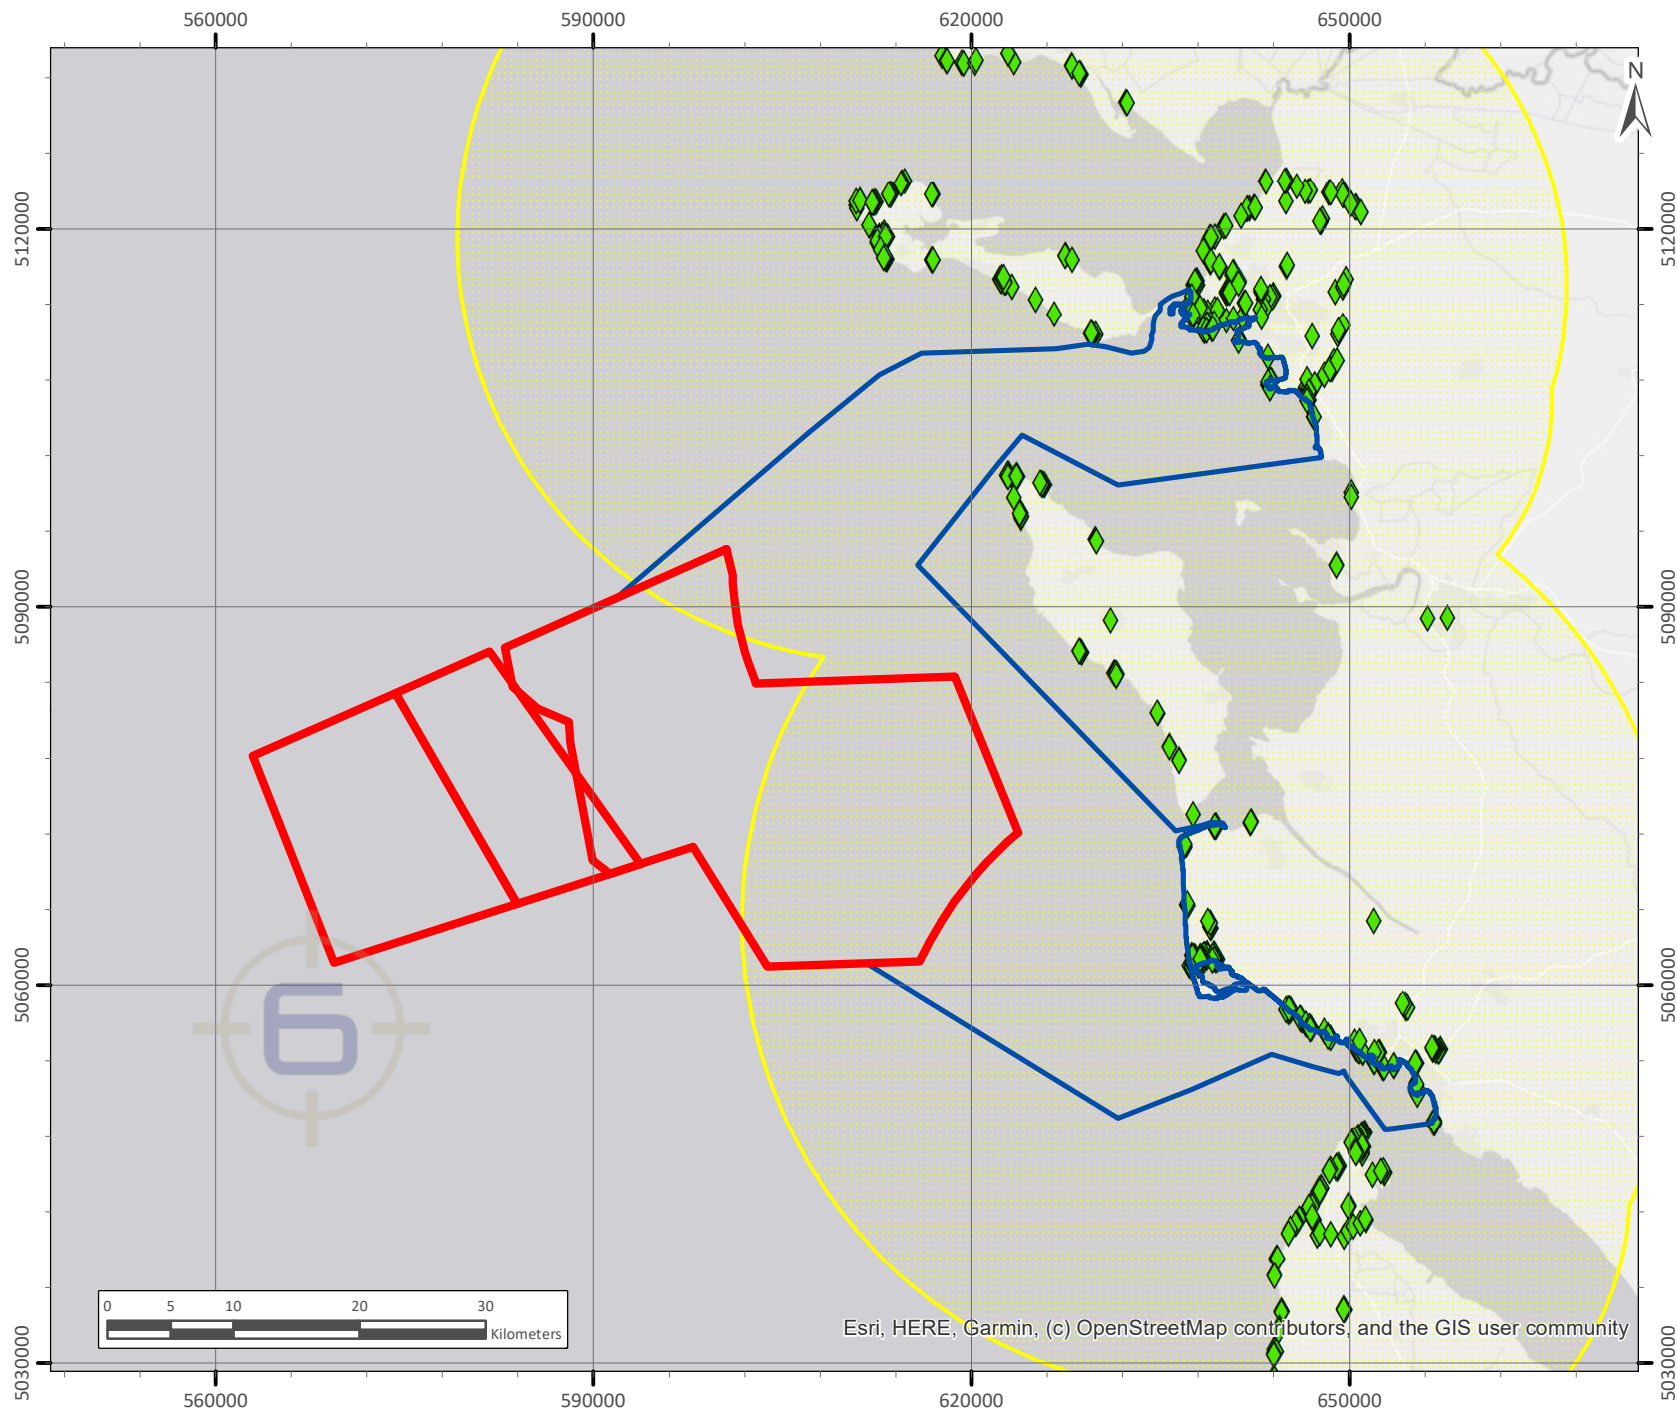 560000 590000 620000 650000
N
5120000 5120000
5090000 5090000
5060000 5060000
6
0 5 10 20 30
Kilometers
Esri, HERE, Garmin, (c) OpenStreetMap contributors, and the GIS user community
5030000 5030000
560000 590000 620000 650000